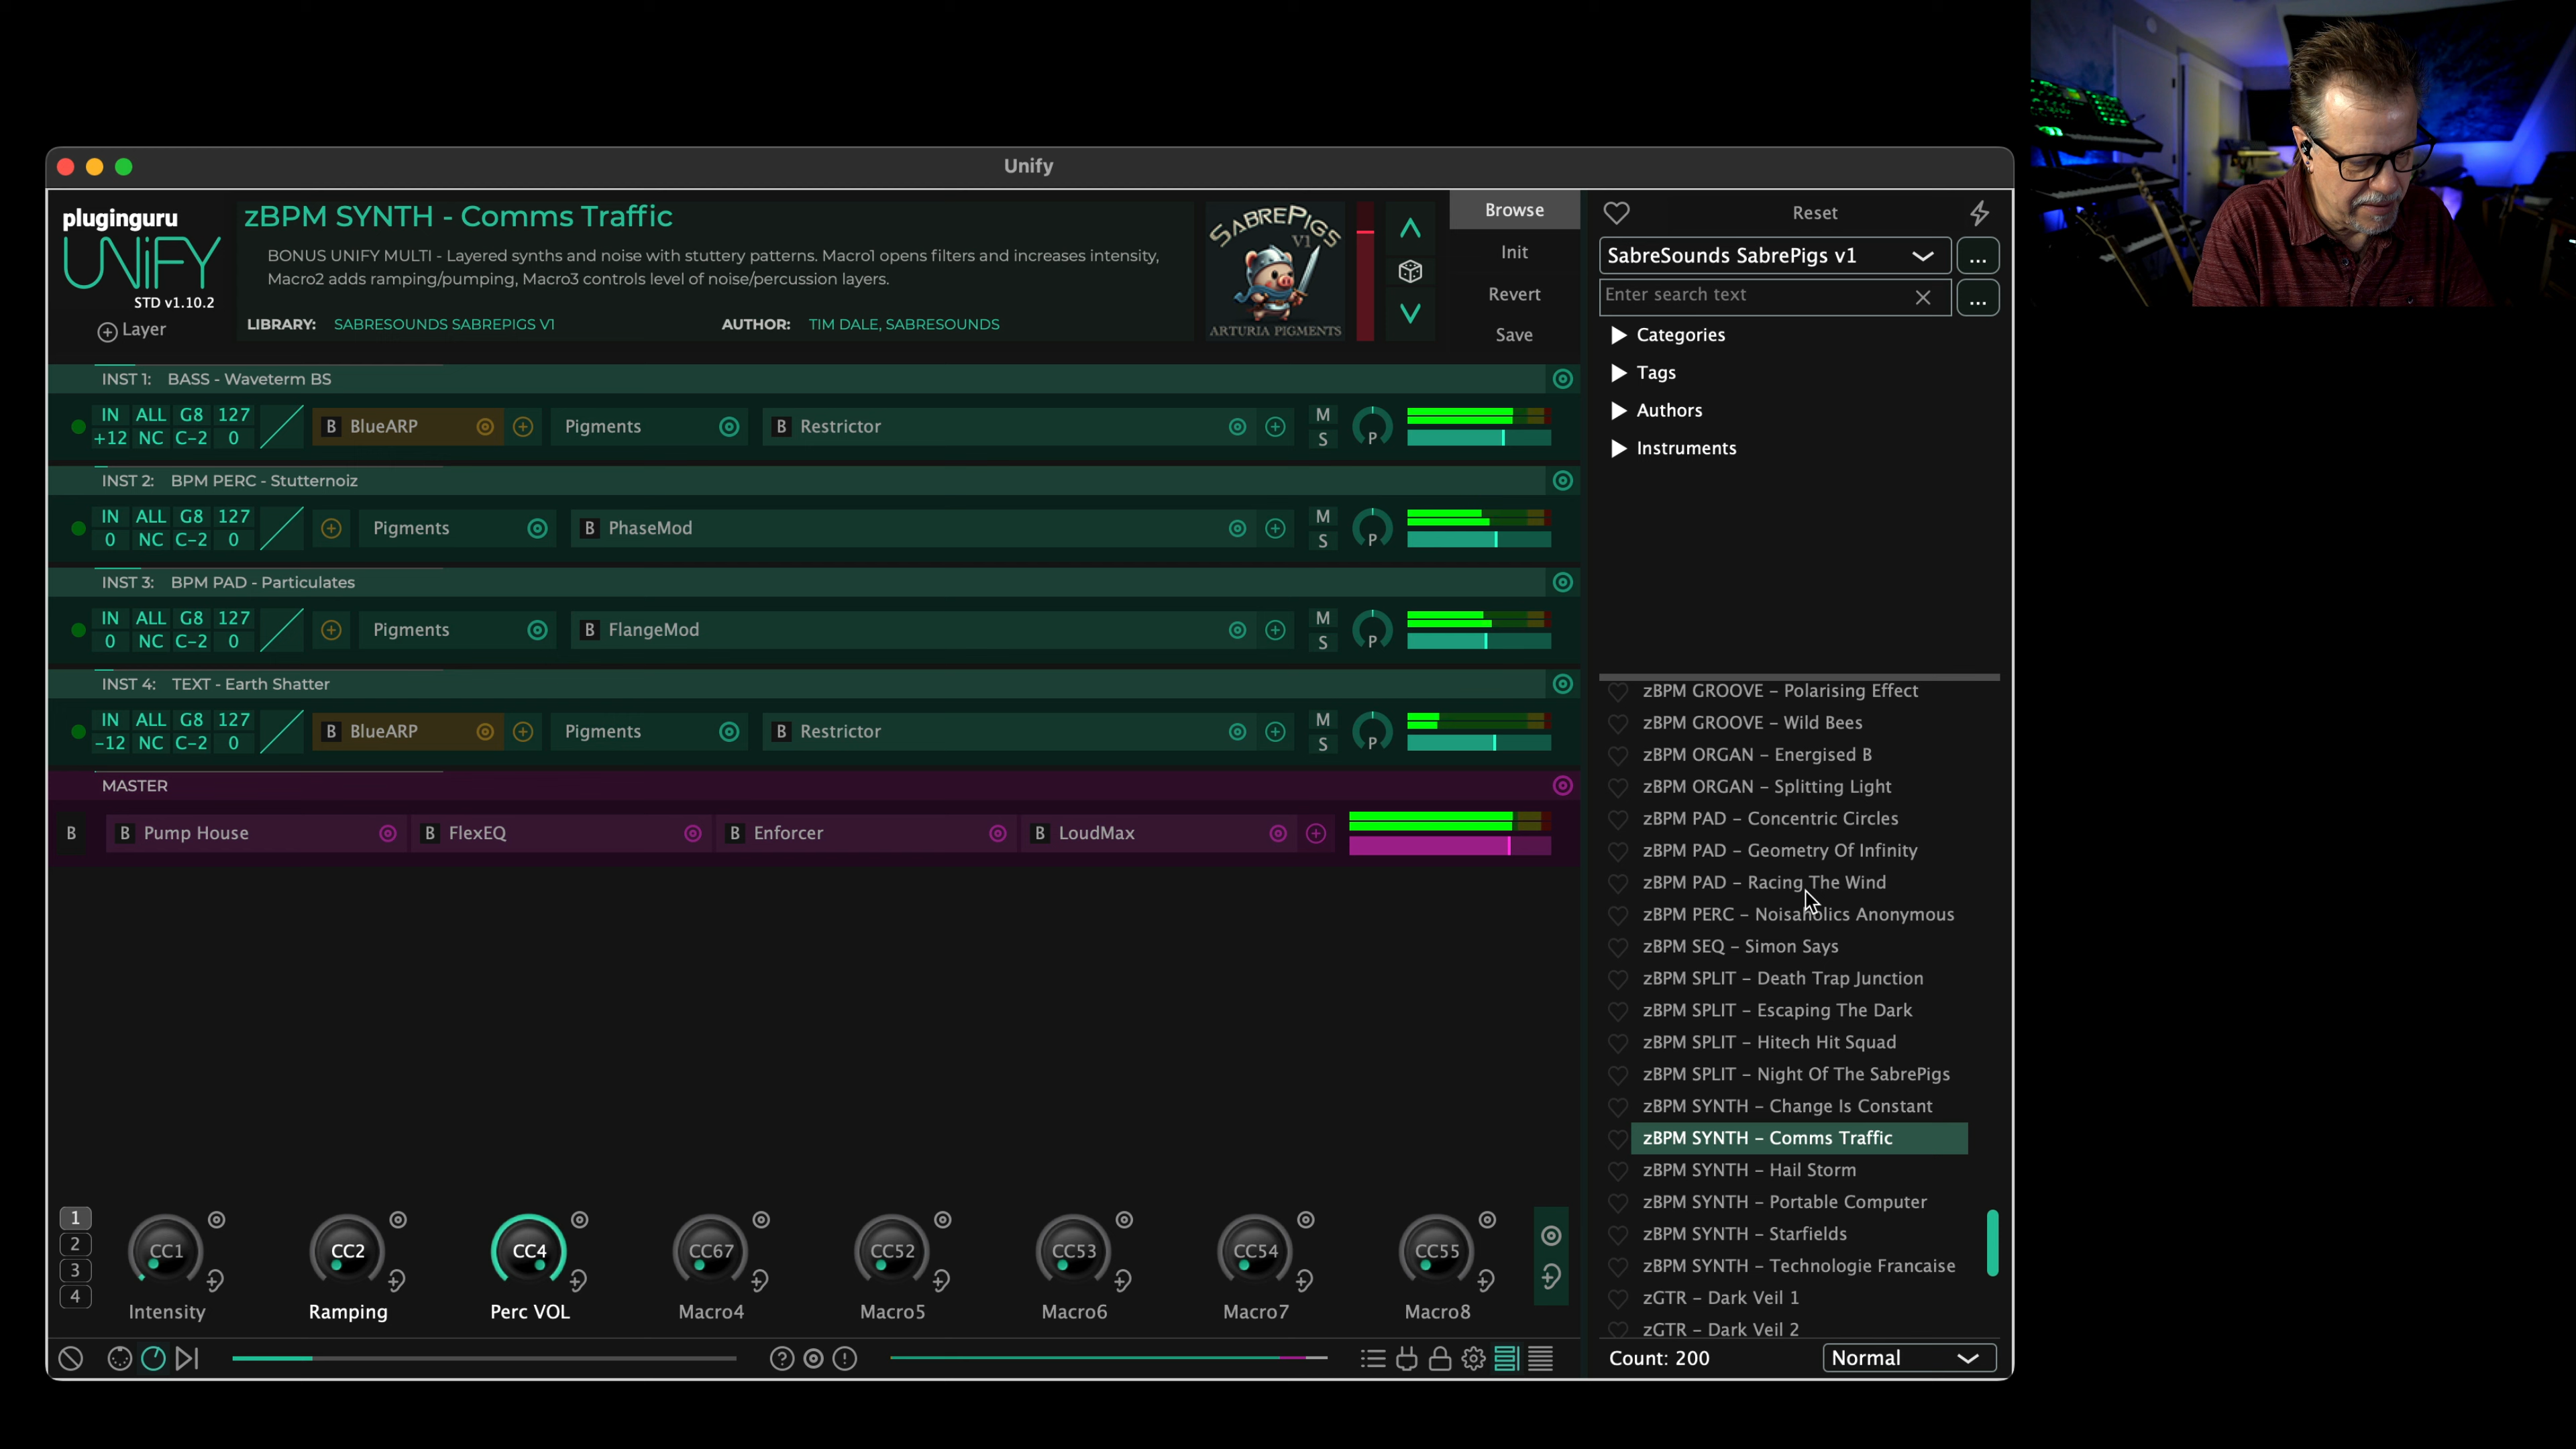 Unify
pluginguru
UNiFY
STD v1.10.2
Layer
zBPM SYNTH - Comms Traffic
BONUS UNIFY MULTI - Layered synths and noise with stuttery patterns. Macro1 opens filters and increases intensity,
Macro2 adds ramping/pumping, Macro3 controls level of noise/percussion layers.
LIBRARY: SABRESOUNDS SABREPIGS V1 AUTHOR: TIM DALE, SABRESOUNDS
SABREPIGS
V1
ARTURIA PIGMENTS
Browse
Init
Revert
Save
INST 1: BASS - Waveterm BS
IN ALL G8 127
+12 NC C-2 0
B BlueARP Pigments B Restrictor M S P
INST 2: BPM PERC - Stutternoiz
IN ALL G8 127
0 NC C-2 0
Pigments B PhaseMod M S P
INST 3: BPM PAD - Particulates
IN ALL G8 127
0 NC C-2 0
Pigments B FlangeMod M S P
INST 4: TEXT - Earth Shatter
IN ALL G8 127
-12 NC C-2 0
B BlueARP Pigments B Restrictor M S P
MASTER
B B Pump House B FlexEQ B Enforcer B LoudMax
1
2
3
4
CC1 CC2 CC4 CC67 CC52 CC53 CC54 CC55
Intensity Ramping Perc VOL Macro4 Macro5 Macro6 Macro7 Macro8
Reset
SabreSounds SabrePigs v1 ...
Enter search text ...
Categories
Tags
Authors
Instruments
zBPM GROOVE – Polarising Effect
zBPM GROOVE – Wild Bees
zBPM ORGAN – Energised B
zBPM ORGAN – Splitting Light
zBPM PAD – Concentric Circles
zBPM PAD – Geometry Of Infinity
zBPM PAD – Racing The Wind
zBPM PERC – Noisaholics Anonymous
zBPM SEQ – Simon Says
zBPM SPLIT – Death Trap Junction
zBPM SPLIT – Escaping The Dark
zBPM SPLIT – Hitech Hit Squad
zBPM SPLIT – Night Of The SabrePigs
zBPM SYNTH – Change Is Constant
zBPM SYNTH – Comms Traffic
zBPM SYNTH – Hail Storm
zBPM SYNTH – Portable Computer
zBPM SYNTH – Starfields
zBPM SYNTH – Technologie Francaise
zGTR – Dark Veil 1
zGTR – Dark Veil 2
Count: 200 Normal